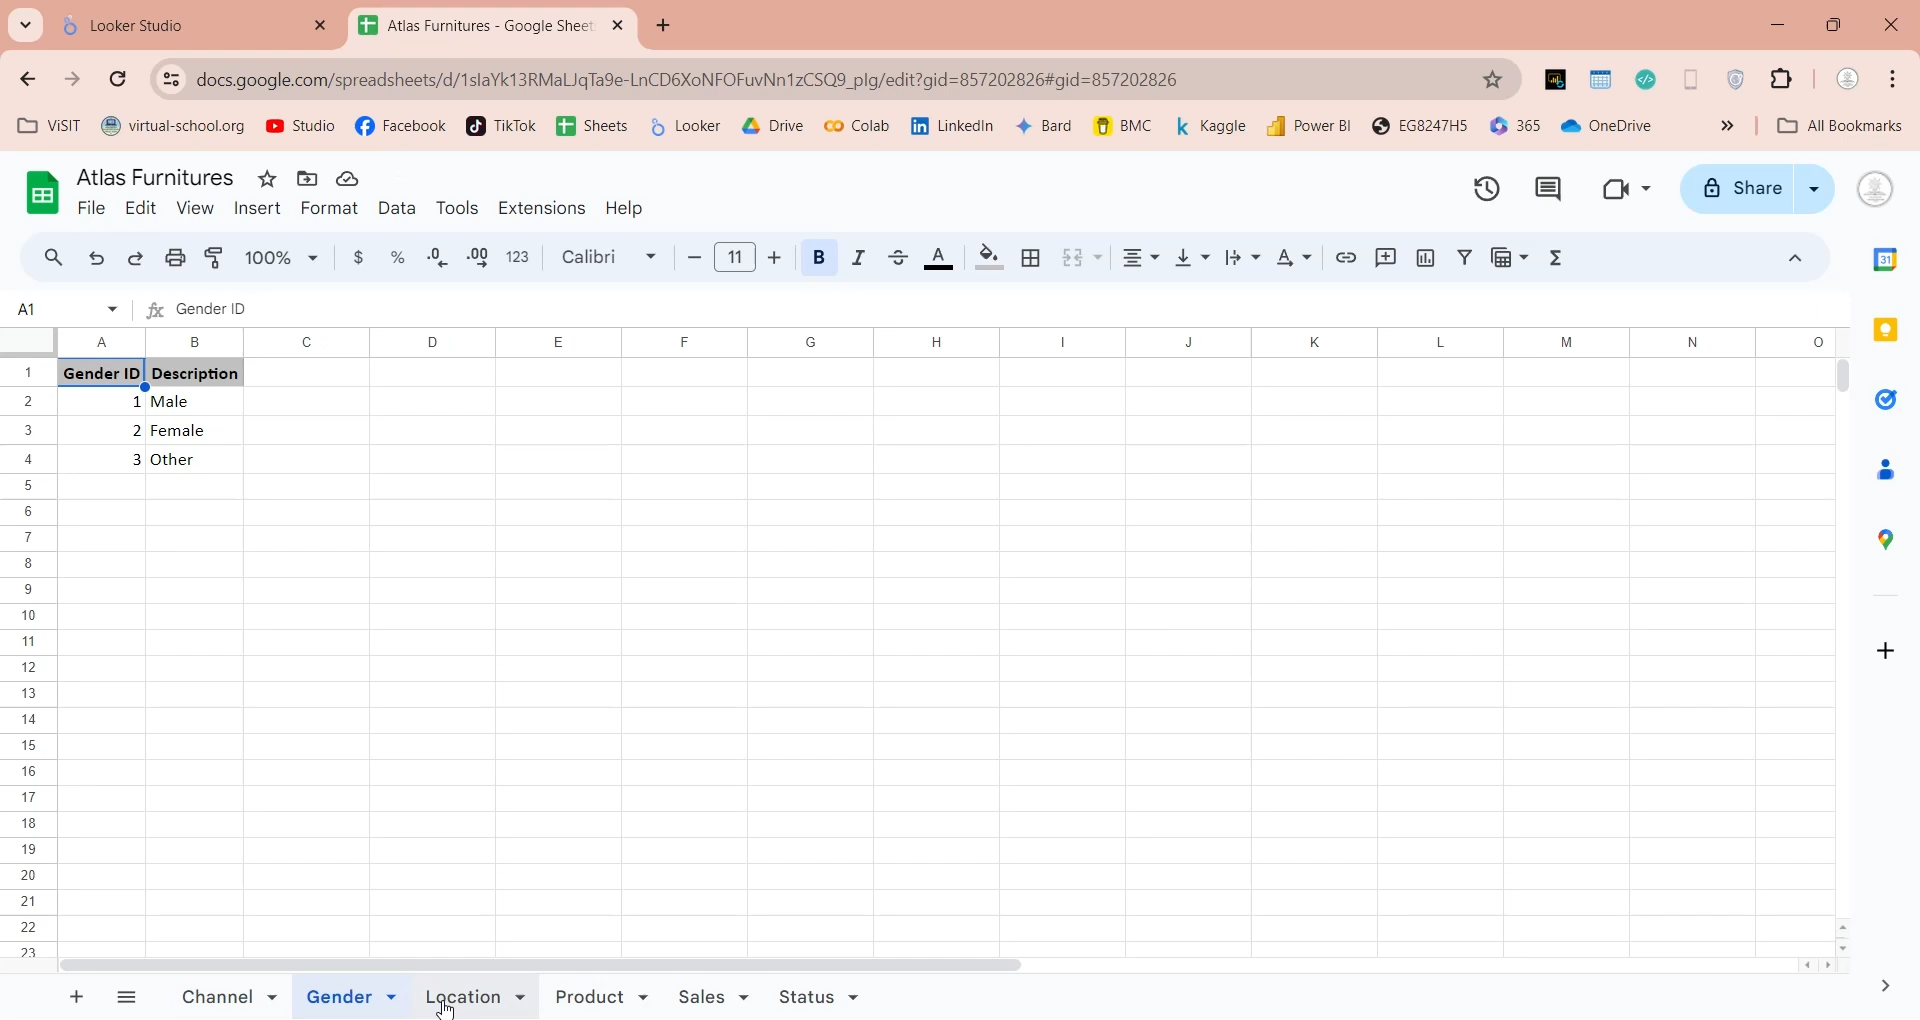 Looker Studio
Atlas Furnitures - Google Sheet
docs.google.com/spreadsheets/d/1slaYk13RMaLJqTa9e-LnCD6XoNFOFuvNn1zCSQ9_plg/edit?gid=857202826#gid=857202826
ViSIT virtual-school.org Studio Facebook TikTok Sheets Looker Drive Colab LinkedIn Bard BMC Kaggle Power BI EG8247H5 365 OneDrive » All Bookmarks
Atlas Furnitures
File Edit View Insert Format Data Tools Extensions Help
Share
100% $ % .0 .00 123 Calibri 11 B I S A A Σ
31
A1 fx Gender ID
A B C D E F G H I J K L M N O
1 Gender ID Description
2 1 Male
3 2 Female
4 3 Other
5
6
7
8
9
10
11
12
13
14
15
16
17
18
19
20
21
22
23
Channel Gender Location Product Sales Status